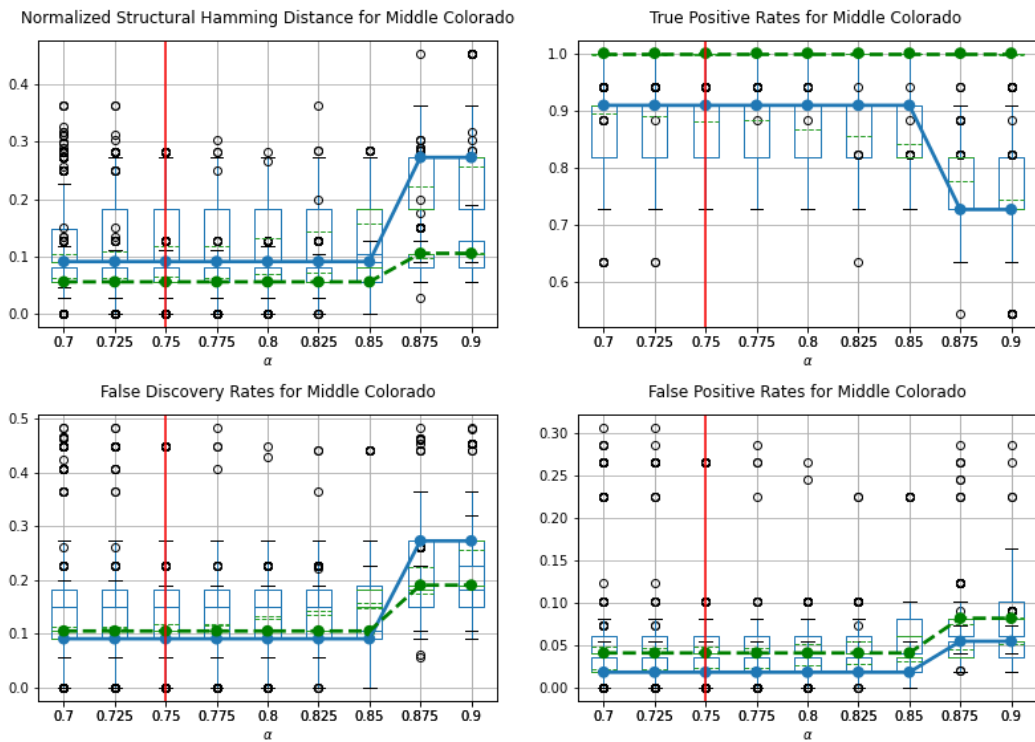 Normalized Structural Hamming Distance for Middle Colorado
0.4
0.3
0.2
0.1
0.0
0.7 0.725 0.75 0.775 0.8 0.825 0.85 0.875 0.9
α
True Positive Rates for Middle Colorado
1.0
0.9
0.8
0.7
0.6
0.7 0.725 0.75 0.775 0.8 0.825 0.85 0.875 0.9
α
False Discovery Rates for Middle Colorado
0.5
0.4
0.3
0.2
0.1
0.0
0.7 0.725 0.75 0.775 0.8 0.825 0.85 0.875 0.9
α
False Positive Rates for Middle Colorado
0.30
0.25
0.20
0.15
0.10
0.05
0.00
0.7 0.725 0.75 0.775 0.8 0.825 0.85 0.875 0.9
α